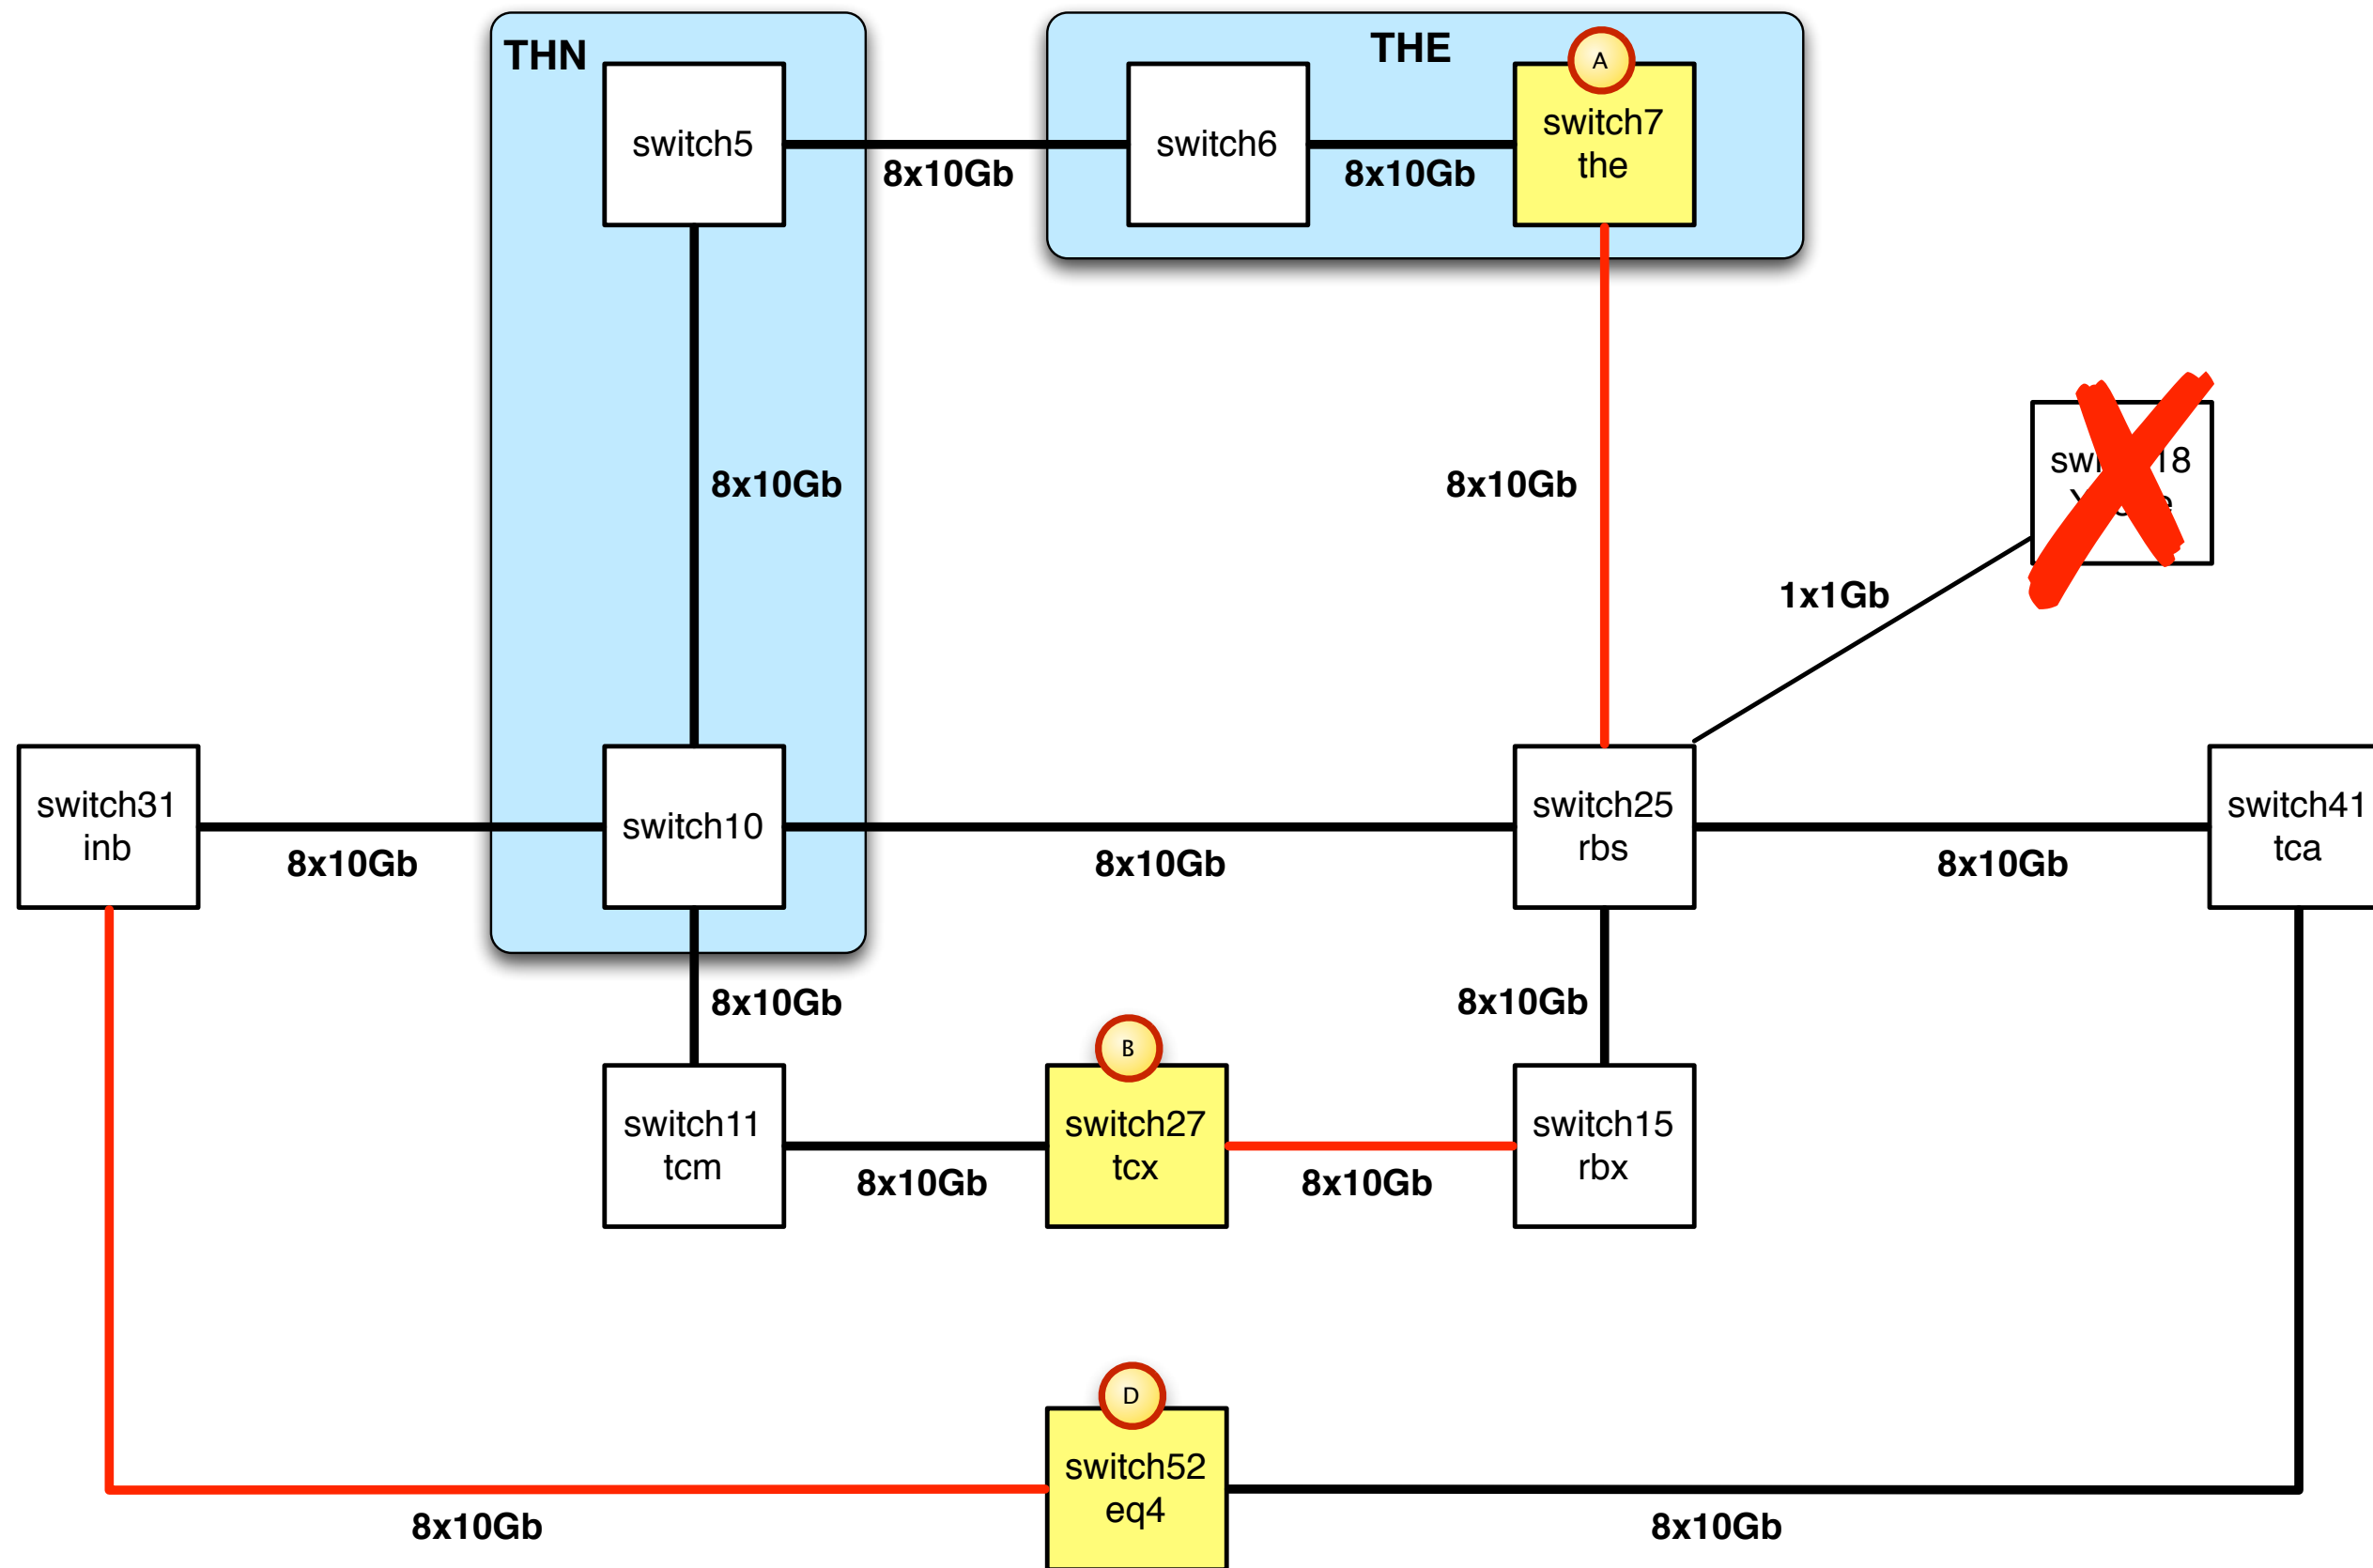 THN
THE
A
switch5
switch6
switch7
the
8x10Gb
8x10Gb
8x10Gb
8x10Gb
18
1x1Gb
switch31
inb
switch10
switch25
rbs
switch41
tca
8x10Gb
8x10Gb
8x10Gb
8x10Gb
8x10Gb
B
switch11
tcm
switch27
tcx
switch15
rbx
8x10Gb
8x10Gb
D
switch52
eq4
8x10Gb
8x10Gb